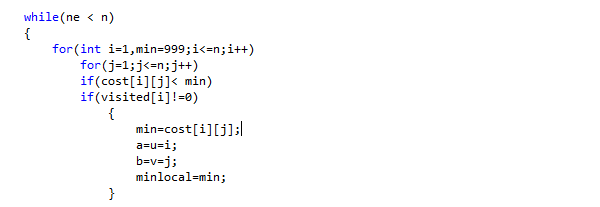 while(ne < n)
{
for(int i=1,min=999;i<=n;i++)
for(j=1;j<=n;j++)
if(cost[i][j]< min)
if(visited[i]!=0)
{
min=cost[i][j];
a=u=i;
b=v=j;
minlocal=min;
}